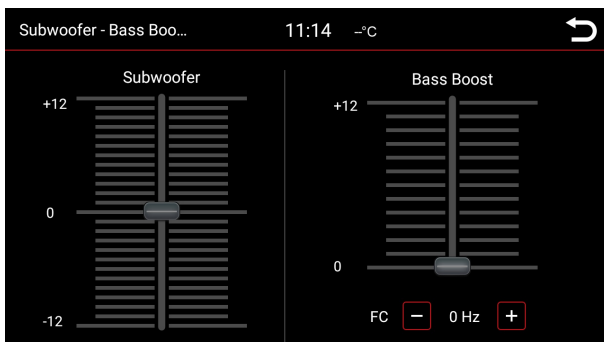 Subwoofer - Bass Boo... 11:14 --°C
Subwoofer
+12
0
-12
Bass Boost
+12
0
FC − 0 Hz +